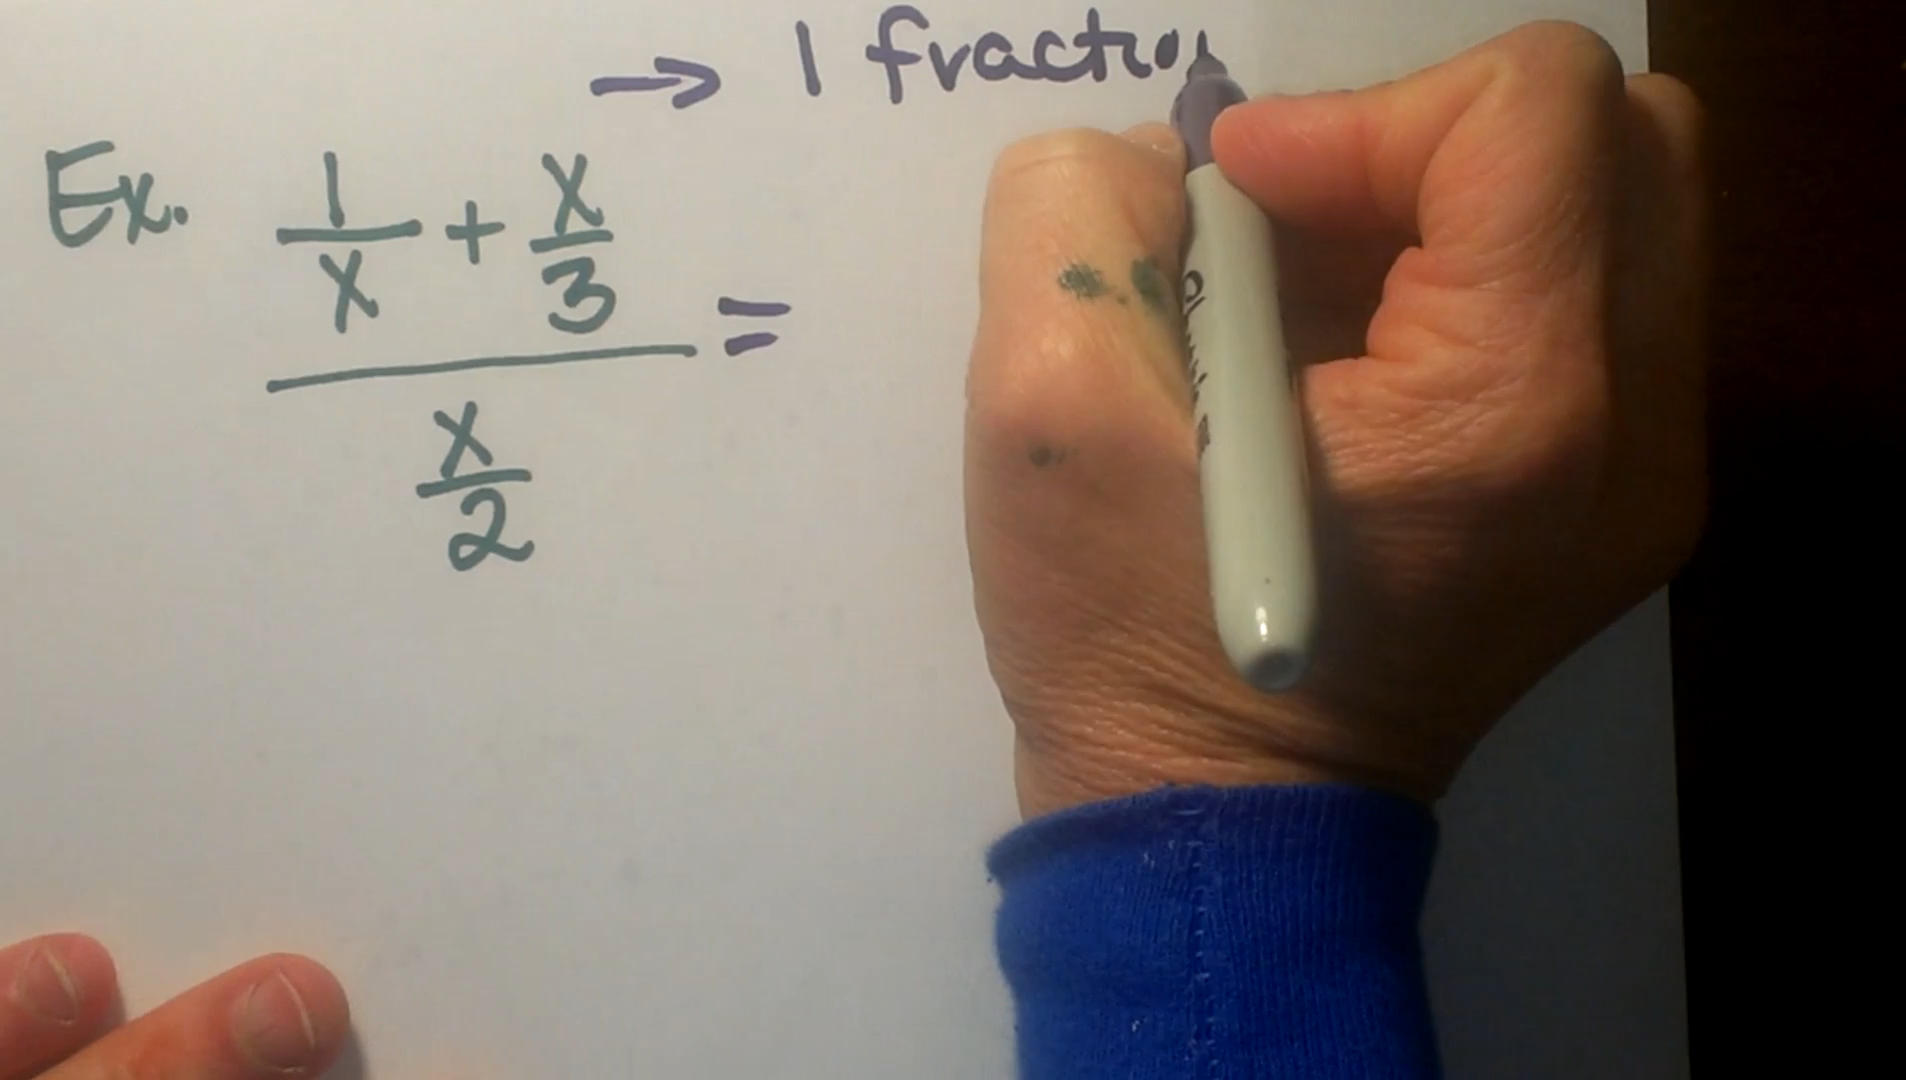 → 1 fractio
Ex. 1/x + x/3
=
x/2